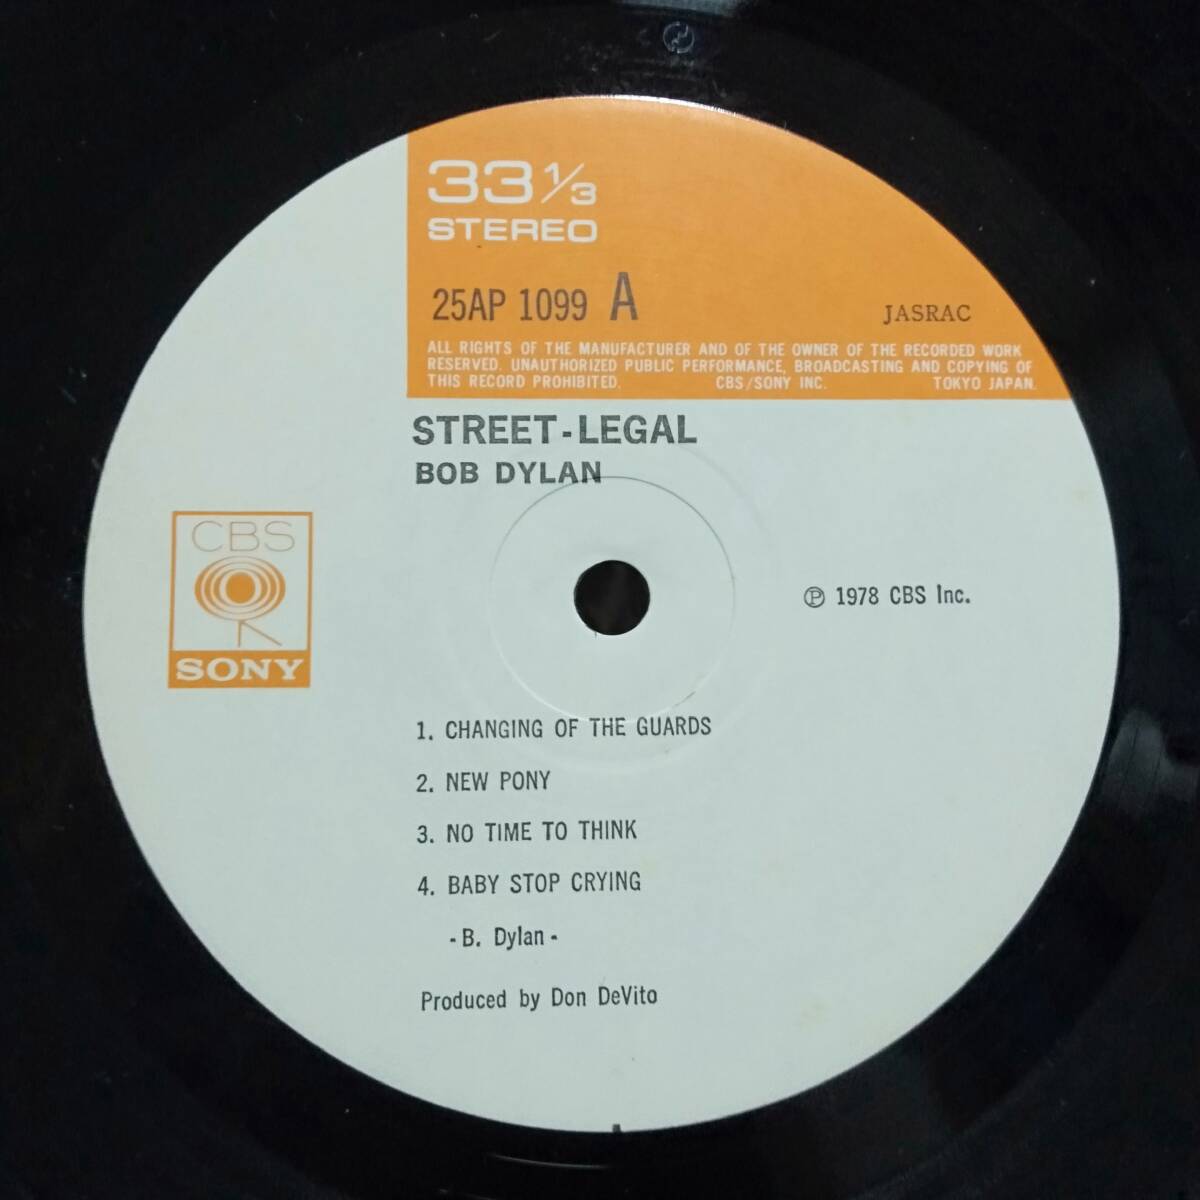 33 1/3
STEREO
25AP 1099 A
JASRAC
ALL RIGHTS OF THE MANUFACTURER AND OF THE OWNER OF THE RECORDED WORK
RESERVED. UNAUTHORIZED PUBLIC PERFORMANCE, BROADCASTING AND COPYING OF
THIS RECORD PROHIBITED. CBS/SONY INC. TOKYO JAPAN.
STREET-LEGAL
BOB DYLAN
CBS
SONY
℗ 1978 CBS Inc.
1. CHANGING OF THE GUARDS
2. NEW PONY
3. NO TIME TO THINK
4. BABY STOP CRYING
-B. Dylan-
Produced by Don DeVito